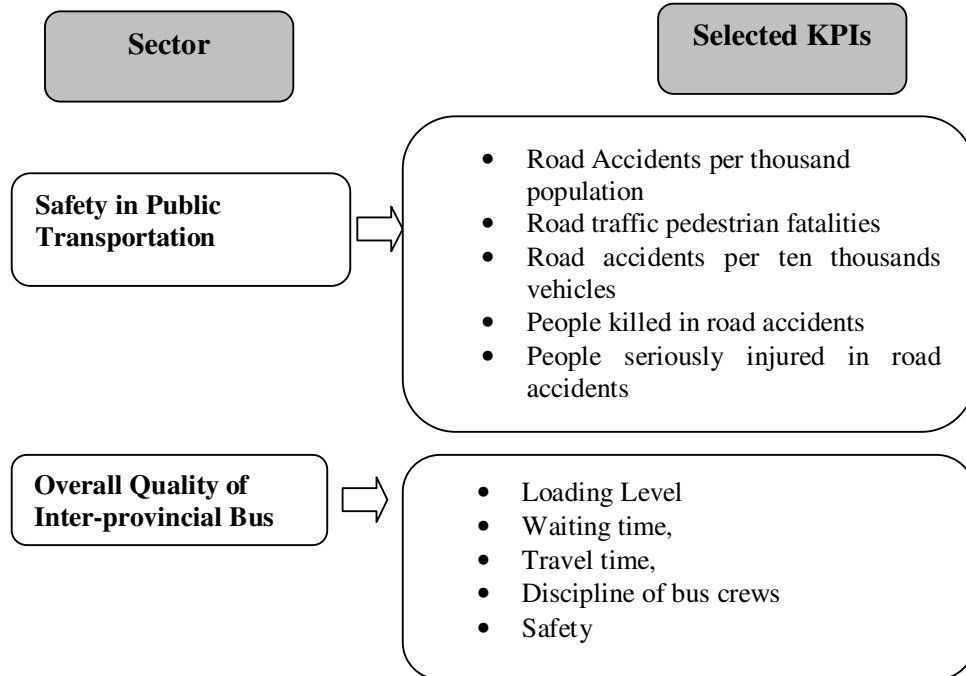 Sector
Selected KPIs
Safety in Public
Transportation
• Road Accidents per thousand
population
• Road traffic pedestrian fatalities
• Road accidents per ten thousands
vehicles
• People killed in road accidents
• People seriously injured in road
accidents
Overall Quality of
Inter-provincial Bus
• Loading Level
• Waiting time,
• Travel time,
• Discipline of bus crews
• Safety